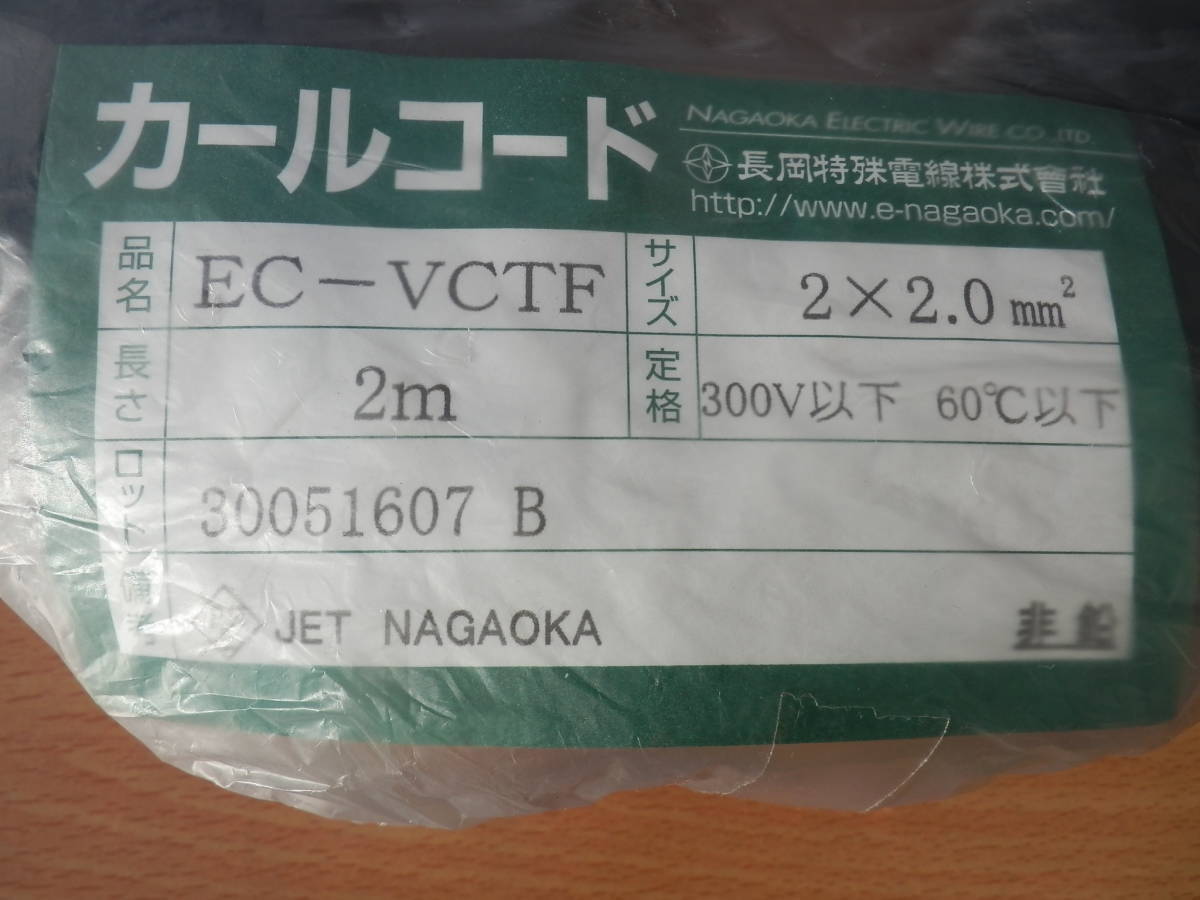 カールコード
NAGAOKA ELECTRIC WIRE CO.,LTD.
長岡特殊電線株式會社
http://www.e-nagaoka.com/
品名 EC－VCTF サイズ 2×2.0mm²
長さ 2m 定格 300V以下 60℃以下
ロット 30051607 B
備考 JET NAGAOKA 非鉛